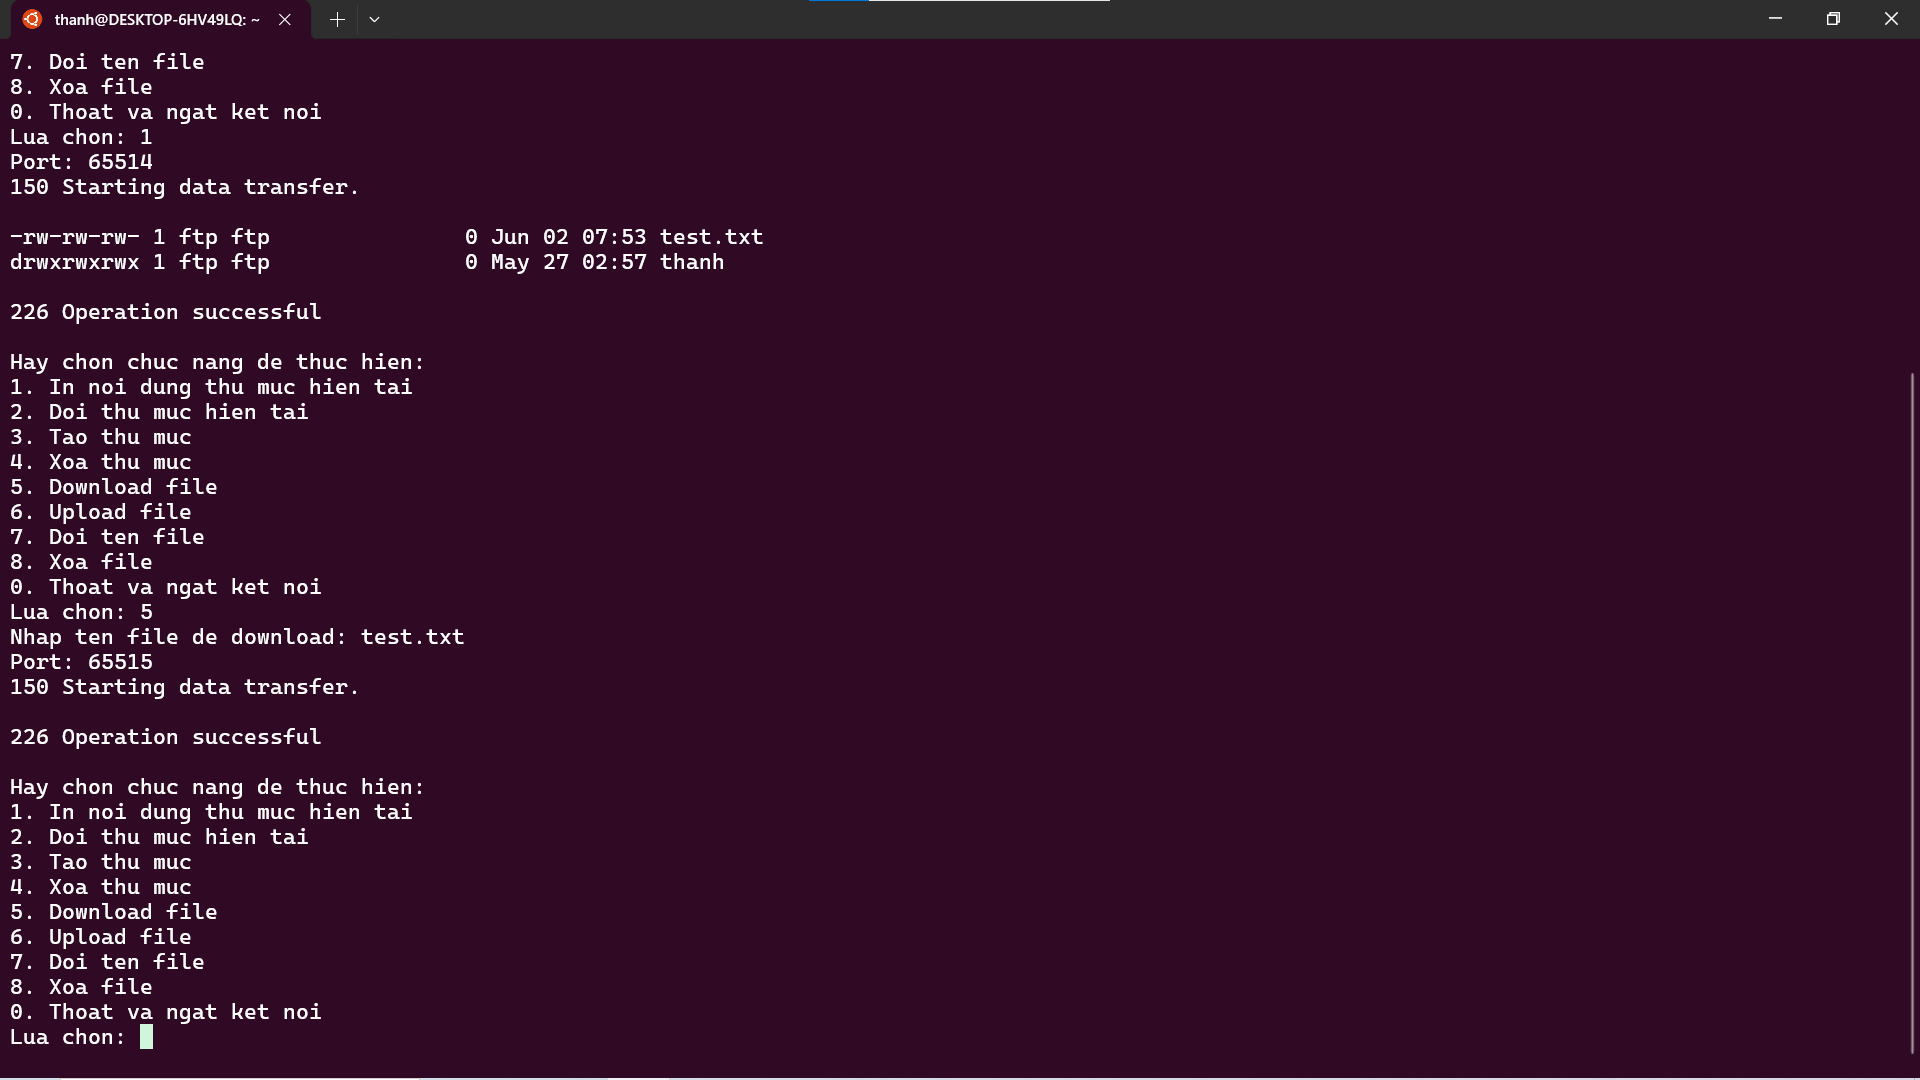 thanh@DESKTOP-6HV49LQ: ~
7. Doi ten file
8. Xoa file
0. Thoat va ngat ket noi
Lua chon: 1
Port: 65514
150 Starting data transfer.
-rw-rw-rw- 1 ftp ftp               0 Jun 02 07:53 test.txt
drwxrwxrwx 1 ftp ftp               0 May 27 02:57 thanh
226 Operation successful
Hay chon chuc nang de thuc hien:
1. In noi dung thu muc hien tai
2. Doi thu muc hien tai
3. Tao thu muc
4. Xoa thu muc
5. Download file
6. Upload file
7. Doi ten file
8. Xoa file
0. Thoat va ngat ket noi
Lua chon: 5
Nhap ten file de download: test.txt
Port: 65515
150 Starting data transfer.
226 Operation successful
Hay chon chuc nang de thuc hien:
1. In noi dung thu muc hien tai
2. Doi thu muc hien tai
3. Tao thu muc
4. Xoa thu muc
5. Download file
6. Upload file
7. Doi ten file
8. Xoa file
0. Thoat va ngat ket noi
Lua chon: